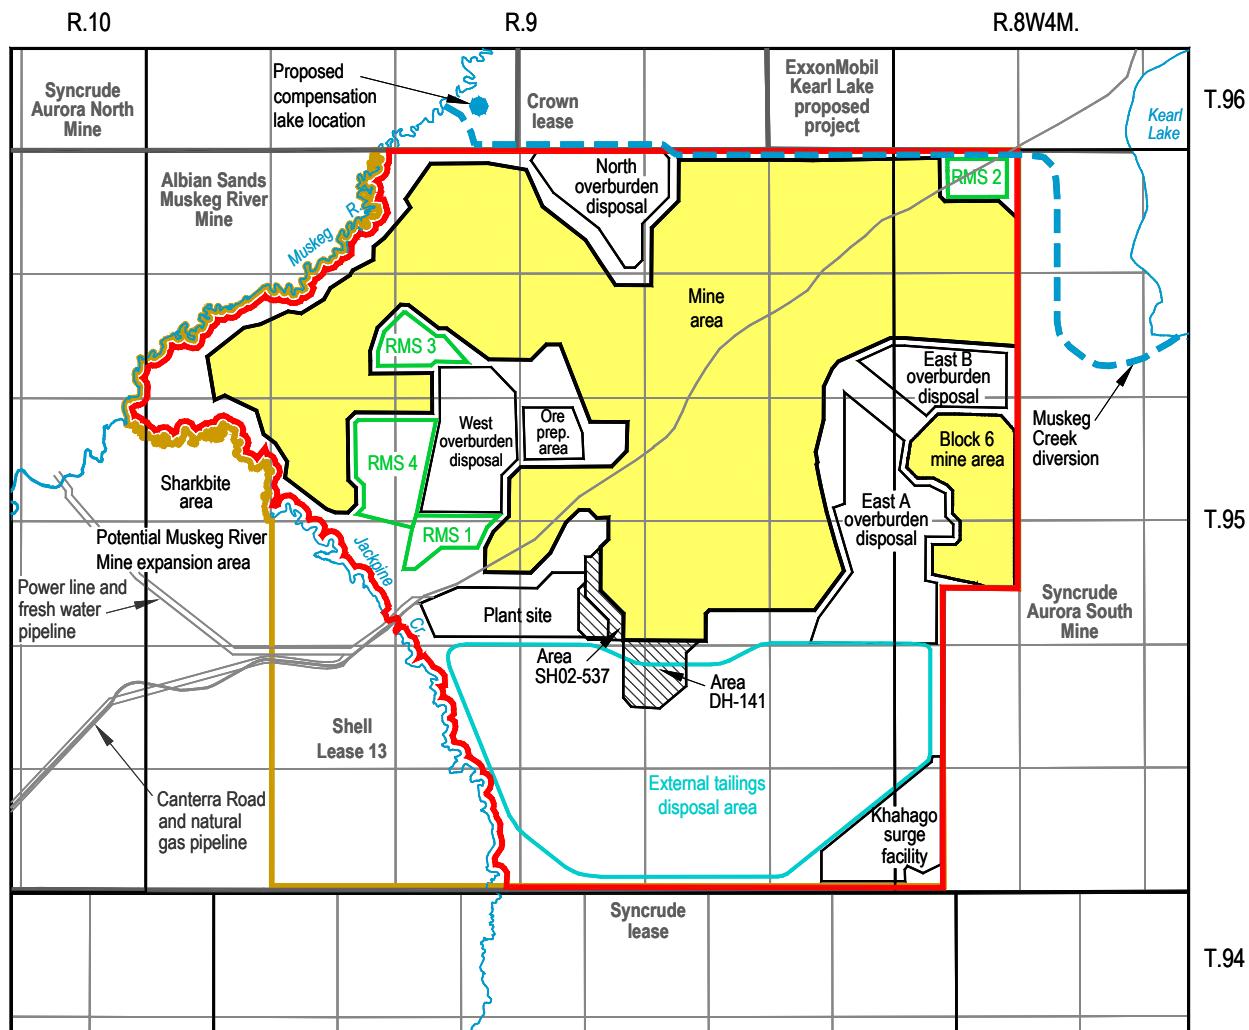 R.10
R.9
R.8W4M.
T.96
T.95
T.94
Syncrude
Aurora North
Mine
Proposed
compensation
lake location
Crown
lease
ExxonMobil
Kearl Lake
proposed
project
Kearl
Lake
Albian Sands
Muskeg River
Mine
Muskeg R.
North
overburden
disposal
RMS 2
Mine
area
RMS 3
East B
overburden
disposal
West
overburden
disposal
Ore
prep.
area
Block 6
mine area
Muskeg
Creek
diversion
RMS 4
Sharkbite
area
East A
overburden
disposal
RMS 1
Potential Muskeg River
Mine expansion area
Jackpine Cr.
Power line and
fresh water
pipeline
Plant site
Syncrude
Aurora South
Mine
Area
SH02-537
Area
DH-141
Shell
Lease 13
External tailings
disposal area
Canterra Road
and natural
gas pipeline
Khahago
surge
facility
Syncrude
lease